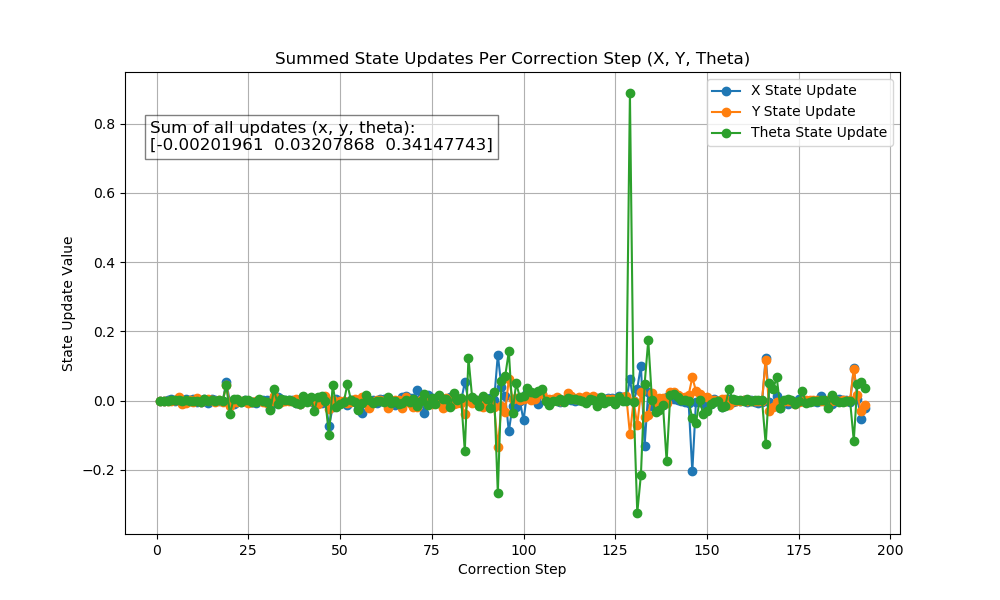 Summed State Updates Per Correction Step (X, Y, Theta)
Sum of all updates (x, y, theta):
[-0.00201961  0.03207868  0.34147743]
X State Update
Y State Update
Theta State Update
State Update Value
0.8
0.6
0.4
0.2
0.0
−0.2
0 25 50 75 100 125 150 175 200
Correction Step